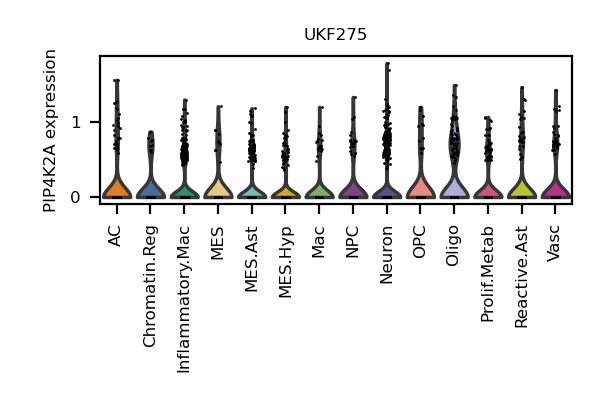 UKF275
PIP4K2A expression
1
0
AC
Chromatin.Reg
Inflammatory.Mac
MES
MES.Ast
MES.Hyp
Mac
NPC
Neuron
OPC
Oligo
Prolif.Metab
Reactive.Ast
Vasc